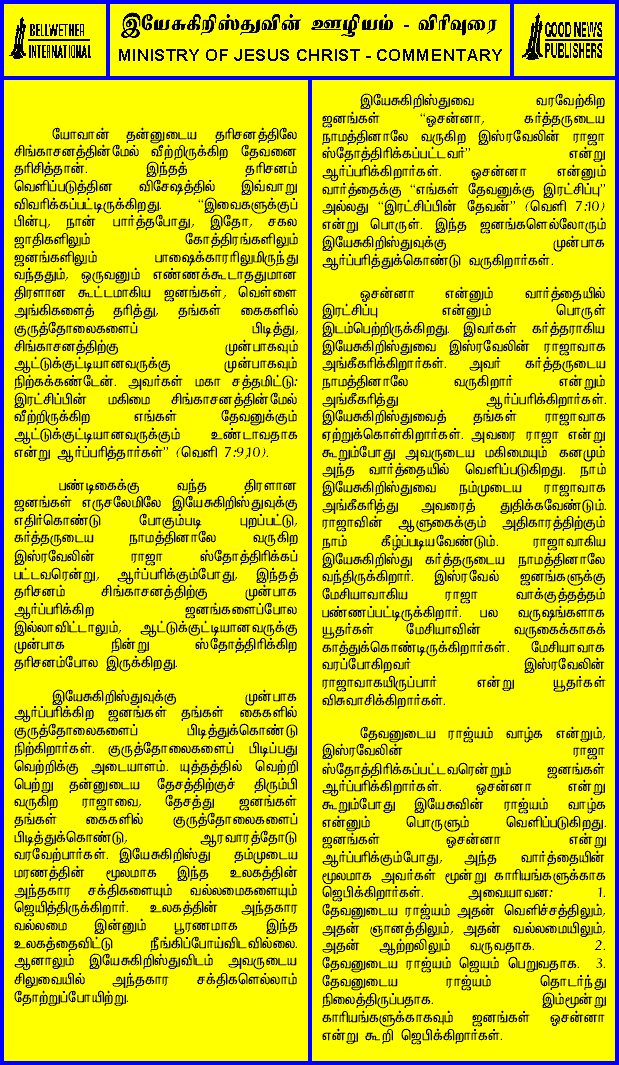 BELLWETHER
INTERNATIONAL
இயேசுகிறிஸ்துவின் ஊழியம் - விரிவுரை
MINISTRY OF JESUS CHRIST - COMMENTARY
GOOD NEWS
PUBLISHERS
யோவான் தன்னுடைய தரிசனத்திலே
சிங்காசனத்தின்மேல் வீற்றிருக்கிற தேவனை
தரிசித்தான். இந்தத் தரிசனம்
வெளிப்படுத்தின விசேஷத்தில் இவ்வாறு
விவரிக்கப்பட்டிருக்கிறது. “இவைகளுக்குப்
பின்பு, நான் பார்த்தபோது, இதோ, சகல
ஜாதிகளிலும் கோத்திரங்களிலும்
ஜனங்களிலும் பாஷைக்காரரிலுமிருந்து
வந்ததும், ஒருவனும் எண்ணக்கூடாததுமான
திரளான கூட்டமாகிய ஜனங்கள், வெள்ளை
அங்கிகளைத் தரித்து, தங்கள் கைகளில்
குருத்தோலைகளைப் பிடித்து,
சிங்காசனத்திற்கு முன்பாகவும்
ஆட்டுக்குட்டியானவருக்கு முன்பாகவும்
நிற்கக்கண்டேன். அவர்கள் மகா சத்தமிட்டு:
இரட்சிப்பின் மகிமை சிங்காசனத்தின்மேல்
வீற்றிருக்கிற எங்கள் தேவனுக்கும்
ஆட்டுக்குட்டியானவருக்கும் உண்டாவதாக
என்று ஆர்ப்பரித்தார்கள்” (வெளி 7:9,10).
பண்டிகைக்கு வந்த திரளான
ஜனங்கள் எருசலேமிலே இயேசுகிறிஸ்துவுக்கு
எதிர்கொண்டு போகும்படி புறப்பட்டு,
கர்த்தருடைய நாமத்தினாலே வருகிற
இஸ்ரவேலின் ராஜா ஸ்தோத்திரிக்கப்
பட்டவரென்று, ஆர்ப்பரிக்கும்போது, இந்தத்
தரிசனம் சிங்காசனத்திற்கு முன்பாக
ஆர்ப்பரிக்கிற ஜனங்களைப்போல
இல்லாவிட்டாலும், ஆட்டுக்குட்டியானவருக்கு
முன்பாக நின்று ஸ்தோத்திரிக்கிற
தரிசனம்போல இருக்கிறது.
இயேசுகிறிஸ்துவுக்கு முன்பாக
ஆர்ப்பரிக்கிற ஜனங்கள் தங்கள் கைகளில்
குருத்தோலைகளைப் பிடித்துக்கொண்டு
நிற்கிறார்கள். குருத்தோலைகளைப் பிடிப்பது
வெற்றிக்கு அடையாளம். யுத்தத்தில் வெற்றி
பெற்று தன்னுடைய தேசத்திற்குச் திரும்பி
வருகிற ராஜாவை, தேசத்து ஜனங்கள்
தங்கள் கைகளில் குருத்தோலைகளைப்
பிடித்துக்கொண்டு, ஆரவாரத்தோடு
வரவேற்பார்கள். இயேசுகிறிஸ்து தம்முடைய
மரணத்தின் மூலமாக இந்த உலகத்தின்
அந்தகார சக்திகளையும் வல்லமைகளையும்
ஜெயித்திருக்கிறார். உலகத்தின் அந்தகார
வல்லமை இன்னும் பூரணமாக இந்த
உலகத்தைவிட்டு நீங்கிப்போய்விடவில்லை.
ஆனாலும் இயேசுகிறிஸ்துவிடம் அவருடைய
சிலுவையில் அந்தகார சக்திகளெல்லாம்
தோற்றுப்போயிற்று.
இயேசுகிறிஸ்துவை வரவேற்கிற
ஜனங்கள் “ஓசன்னா, கர்த்தருடைய
நாமத்தினாலே வருகிற இஸ்ரவேலின் ராஜா
ஸ்தோத்திரிக்கப்பட்டவர்” என்று
ஆர்ப்பரிக்கிறார்கள். ஓசன்னா என்னும்
வார்த்தைக்கு “எங்கள் தேவனுக்கு இரட்சிப்பு”
அல்லது “இரட்சிப்பின் தேவன்” (வெளி 7:10)
என்று பொருள். இந்த ஜனங்களெல்லோரும்
இயேசுகிறிஸ்துவுக்கு முன்பாக
ஆர்ப்பரித்துக்கொண்டு வருகிறார்கள்.
ஓசன்னா என்னும் வார்த்தையில்
இரட்சிப்பு என்னும் பொருள்
இடம்பெற்றிருக்கிறது. இவர்கள் கர்த்தராகிய
இயேசுகிறிஸ்துவை இஸ்ரவேலின் ராஜாவாக
அங்கீகரிக்கிறார்கள். அவர் கர்த்தருடைய
நாமத்தினாலே வருகிறார் என்றும்
அங்கீகரித்து ஆர்ப்பரிக்கிறார்கள்.
இயேசுகிறிஸ்துவைத் தங்கள் ராஜாவாக
ஏற்றுக்கொள்கிறார்கள். அவரை ராஜா என்று
கூறும்போது அவருடைய மகிமையும் கனமும்
அந்த வார்த்தையில் வெளிப்படுகிறது. நாம்
இயேசுகிறிஸ்துவை நம்முடைய ராஜாவாக
அங்கீகரித்து அவரைத் துதிக்கவேண்டும்.
ராஜாவின் ஆளுகைக்கும் அதிகாரத்திற்கும்
நாம் கீழ்ப்படியவேண்டும். ராஜாவாகிய
இயேசுகிறிஸ்து கர்த்தருடைய நாமத்தினாலே
வந்திருக்கிறார். இஸ்ரவேல் ஜனங்களுக்கு
மேசியாவாகிய ராஜா வாக்குத்தத்தம்
பண்ணப்பட்டிருக்கிறார். பல வருஷங்களாக
யூதர்கள் மேசியாவின் வருகைக்காகக்
காத்துக்கொண்டிருக்கிறார்கள். மேசியாவாக
வரப்போகிறவர் இஸ்ரவேலின்
ராஜாவாகயிருப்பார் என்று யூதர்கள்
விசுவாசிக்கிறார்கள்.
தேவனுடைய ராஜ்யம் வாழ்க என்றும்,
இஸ்ரவேலின் ராஜா
ஸ்தோத்திரிக்கப்பட்டவரென்றும் ஜனங்கள்
ஆர்ப்பரிக்கிறார்கள். ஓசன்னா என்று
கூறும்போது இயேசுவின் ராஜ்யம் வாழ்க
என்னும் பொருளும் வெளிப்படுகிறது.
ஜனங்கள் ஓசன்னா என்று
ஆர்ப்பரிக்கும்போது, அந்த வார்த்தையின்
மூலமாக அவர்கள் மூன்று காரியங்களுக்காக
ஜெபிக்கிறார்கள். அவையாவன: 1.
தேவனுடைய ராஜ்யம் அதன் வெளிச்சத்திலும்,
அதன் ஞானத்திலும், அதன் வல்லமையிலும்,
அதன் ஆற்றலிலும் வருவதாக. 2.
தேவனுடைய ராஜ்யம் ஜெயம் பெறுவதாக. 3.
தேவனுடைய ராஜ்யம் தொடர்ந்து
நிலைத்திருப்பதாக. இம்மூன்று
காரியங்களுக்காகவும் ஜனங்கள் ஓசன்னா
என்று கூறி ஜெபிக்கிறார்கள்.